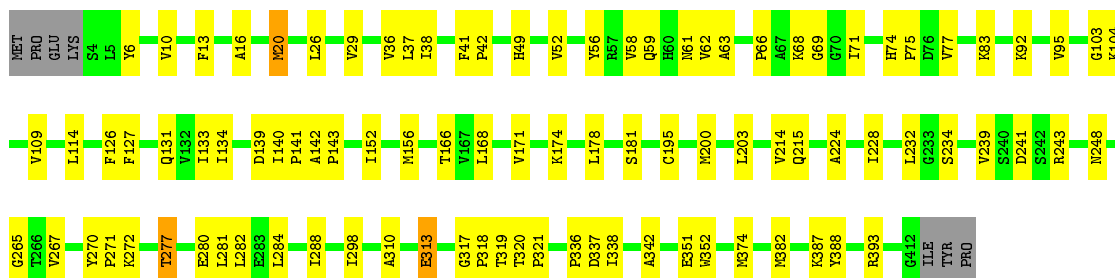 MET PRO GLU LYS S4 L5 Y6 V10 F13 A16 M20 L26 V29 V36 L37 I38 F41 P42 H49 V52 Y56 R57 V58 Q59 H60 N61 V62 A63 P66 A67 K68 G69 G70 I71 H74 P75 D76 V77 K83 K92 V95 G103 K104
V109 L114 F126 F127 Q131 V132 I133 I134 D139 I140 P141 A142 P143 I152 M156 T166 V167 L168 V171 K174 L178 S181 C195 M200 L203 V214 Q215 A224 I228 L232 G233 S234 V239 S240 D241 S242 R243 N248
G265 T266 V267 Y270 P271 K272 T277 E280 L281 L282 E283 L284 I288 I298 A310 E313 G317 P318 T319 T320 P321 P336 D337 I338 A342 E351 W352 M374 M382 K387 Y388 R393 G412 ILE TYR PRO